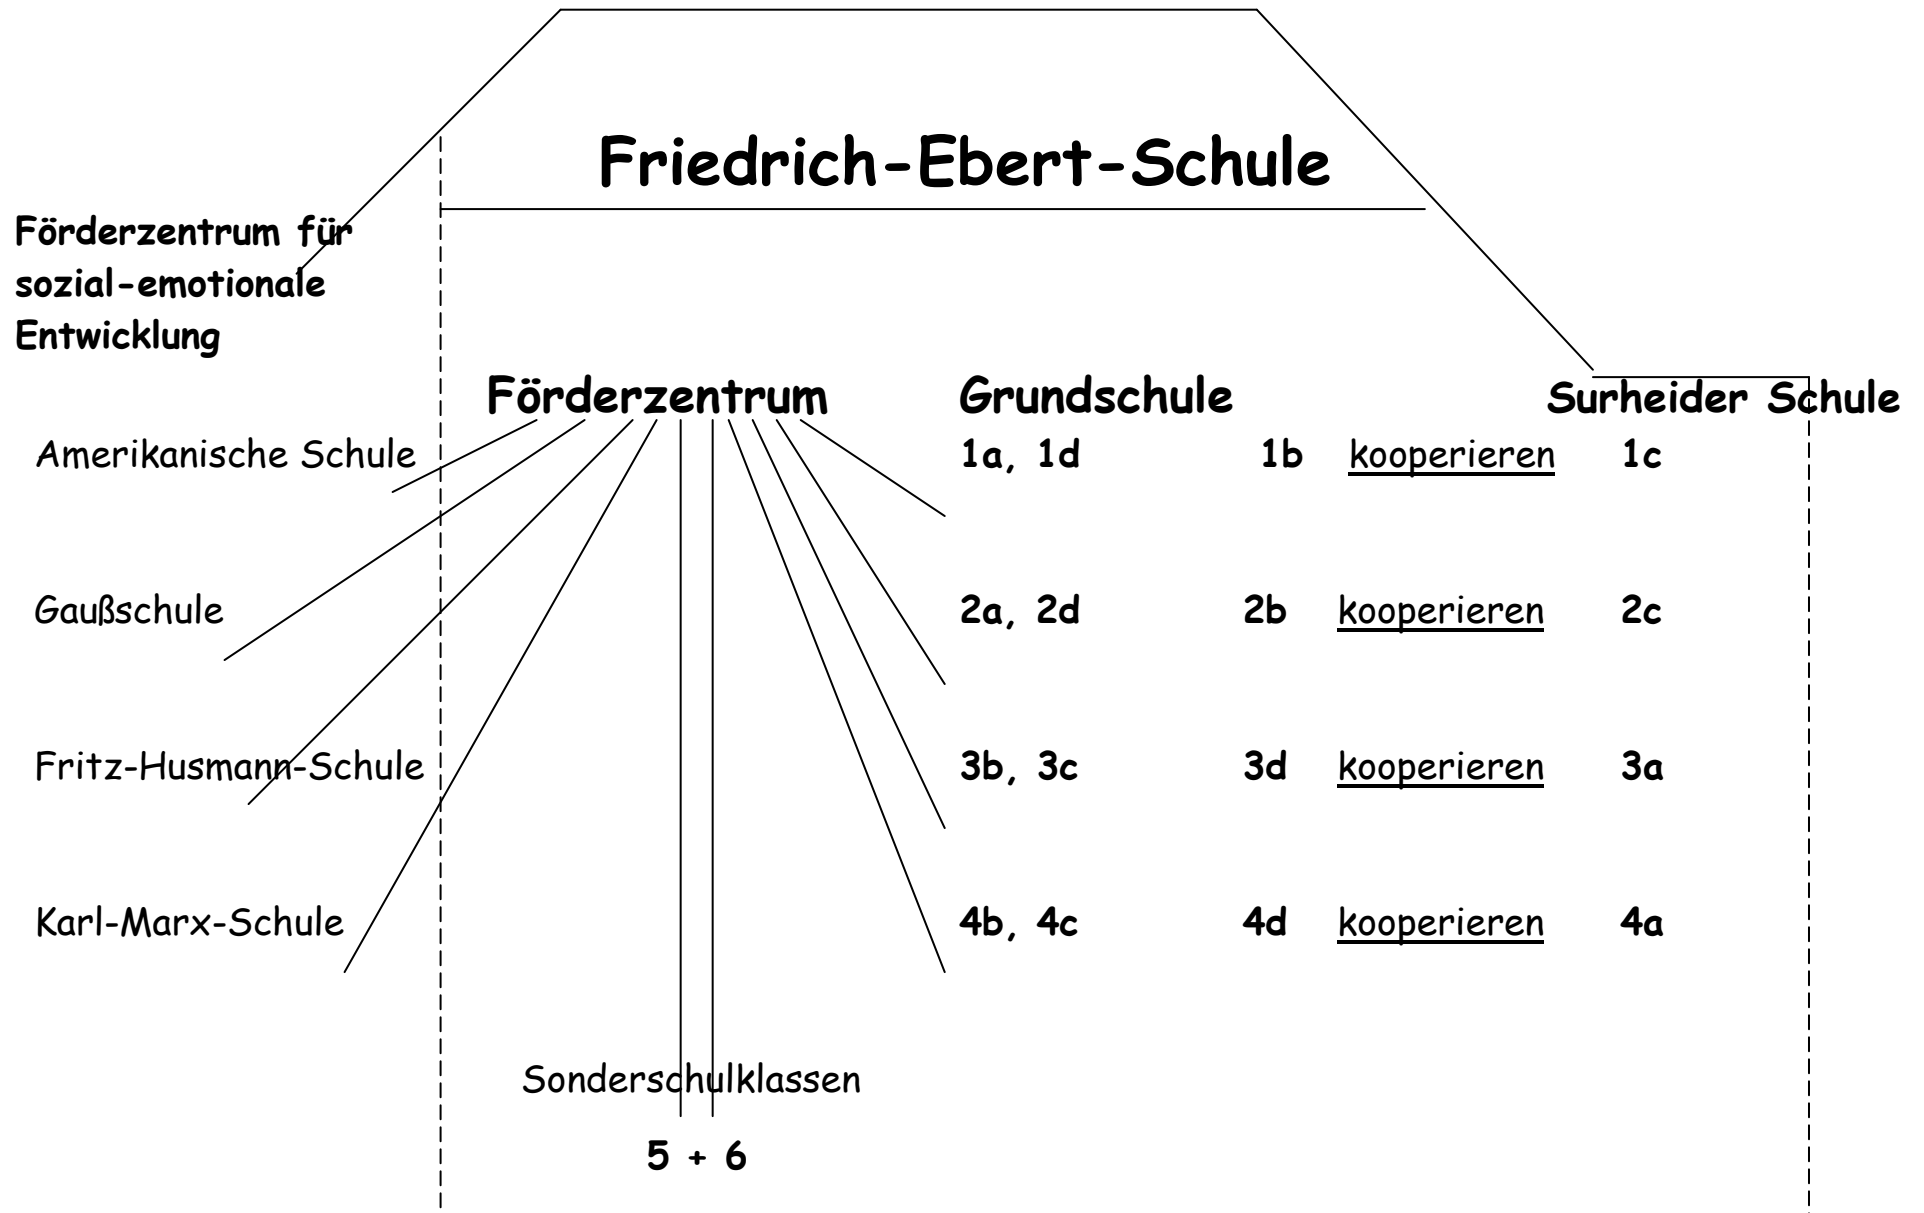 Friedrich-Ebert-Schule
Förderzentrum für
sozial-emotionale
Entwicklung
Förderzentrum Grundschule Surheider Schule
Amerikanische Schule 1a, 1d 1b kooperieren 1c
Gaußschule 2a, 2d 2b kooperieren 2c
Fritz-Husmann-Schule 3b, 3c 3d kooperieren 3a
Karl-Marx-Schule 4b, 4c 4d kooperieren 4a
Sonderschulklassen
5 + 6